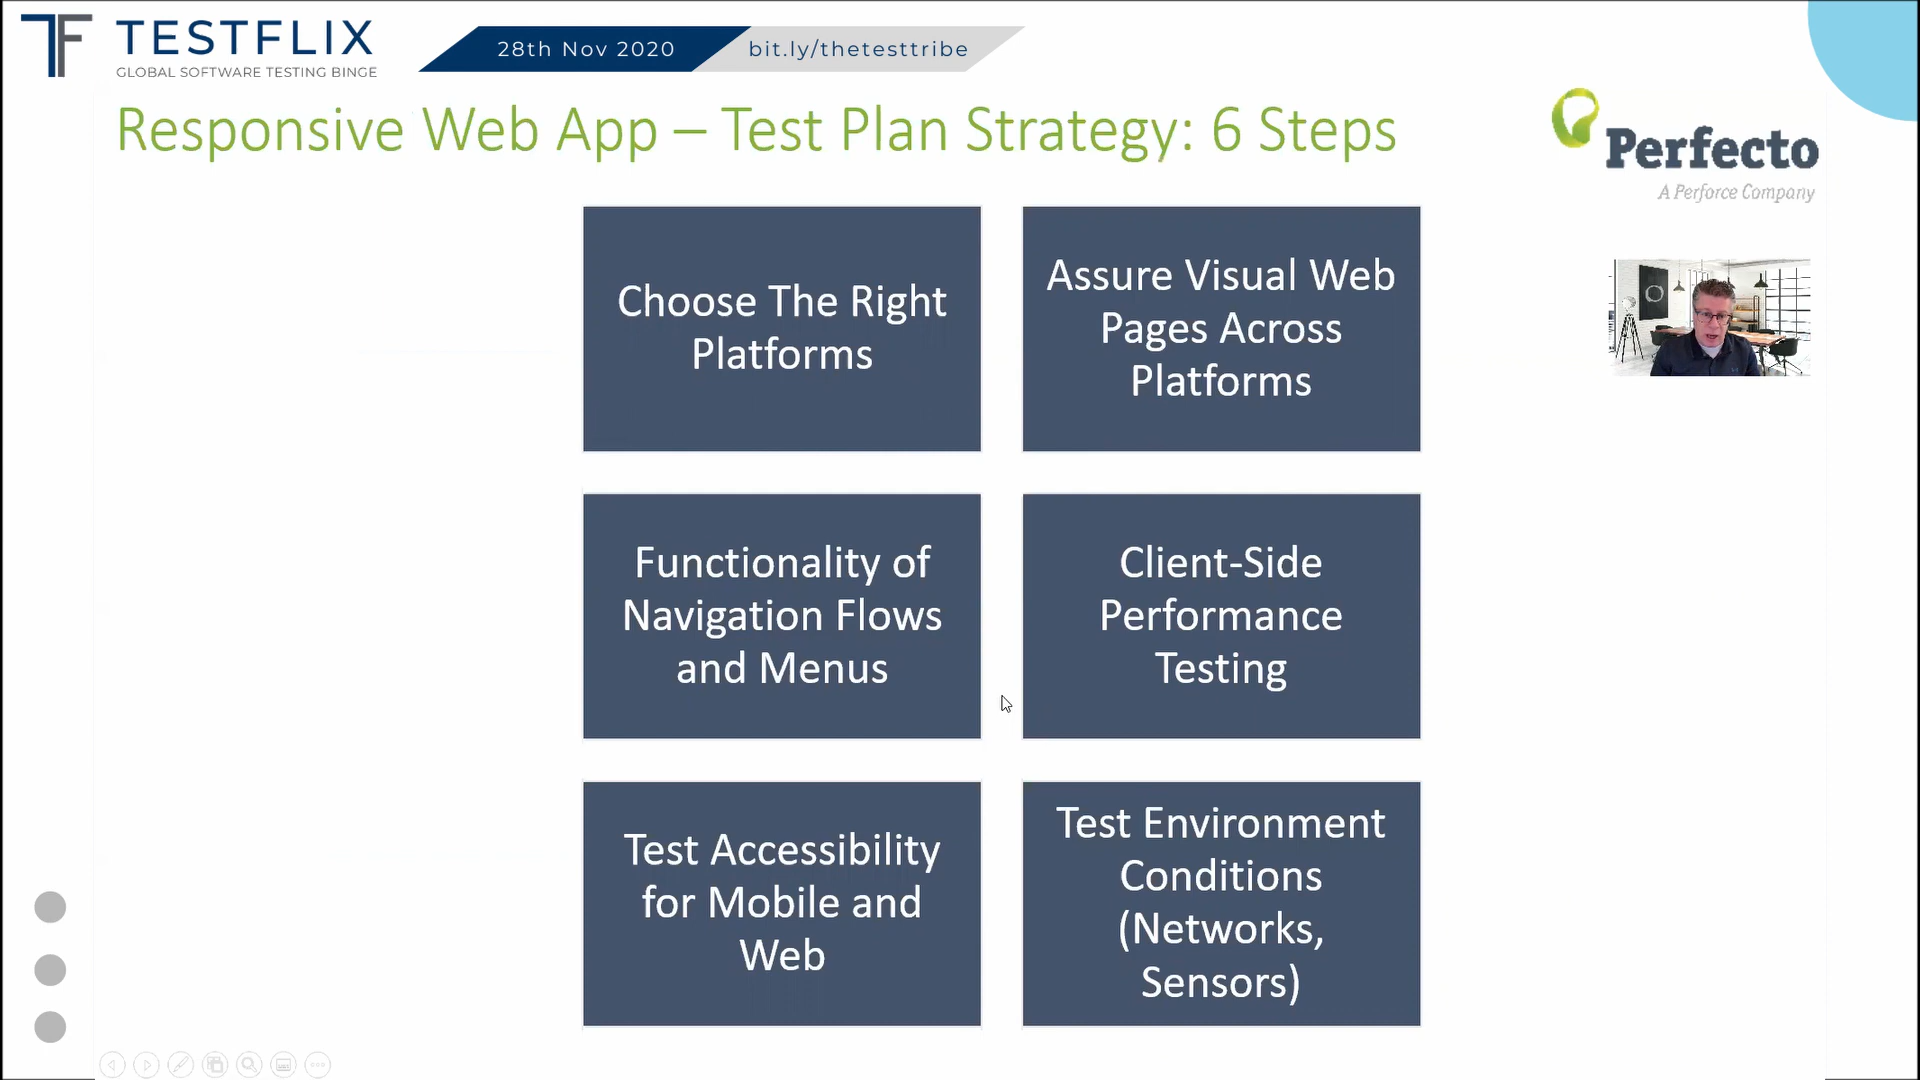 TF TESTFLIX
GLOBAL SOFTWARE TESTING BINGE
28th Nov 2020
bit.ly/thetesttribe
Responsive Web App – Test Plan Strategy: 6 Steps
Perfecto
A Perforce Company
Choose The Right
Platforms
Assure Visual Web
Pages Across
Platforms
Functionality of
Navigation Flows
and Menus
Client-Side
Performance
Testing
Test Accessibility
for Mobile and
Web
Test Environment
Conditions
(Networks,
Sensors)